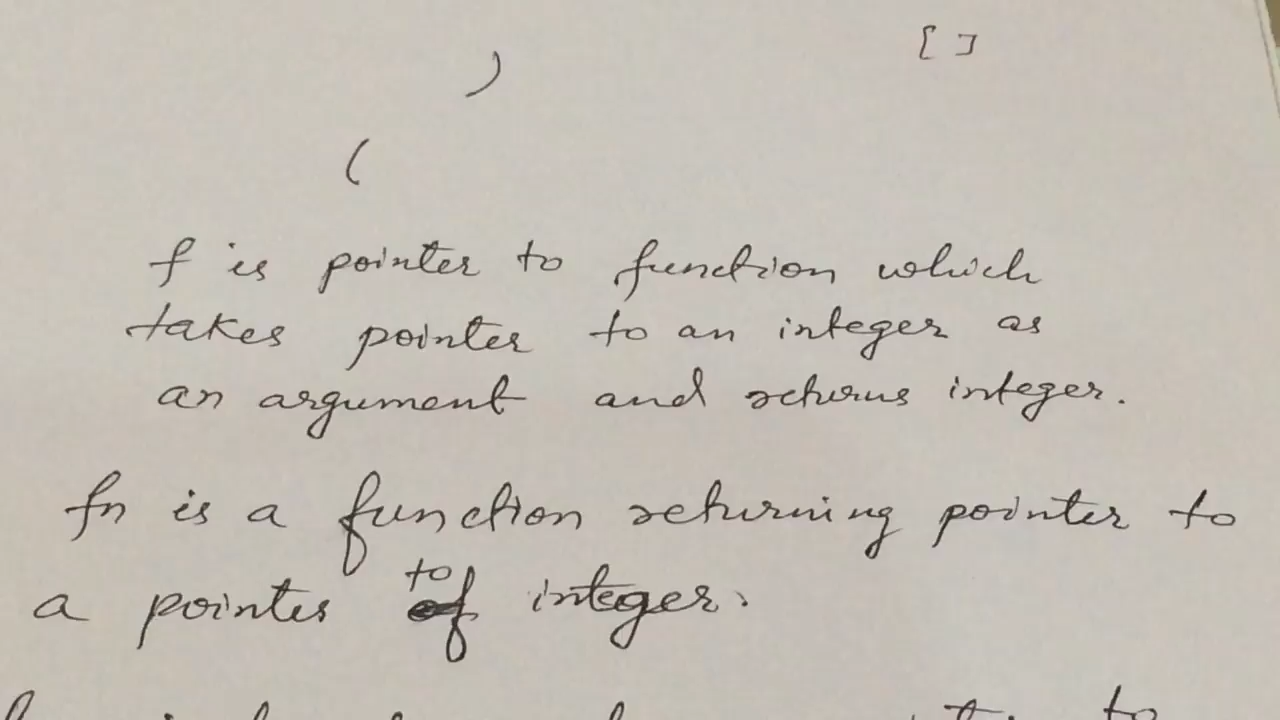 [ ]
)
(
f is pointer to function which
takes pointer to an integer as
an argument and returns integer.
fn is a function returning pointer to
a pointer to integer.
to